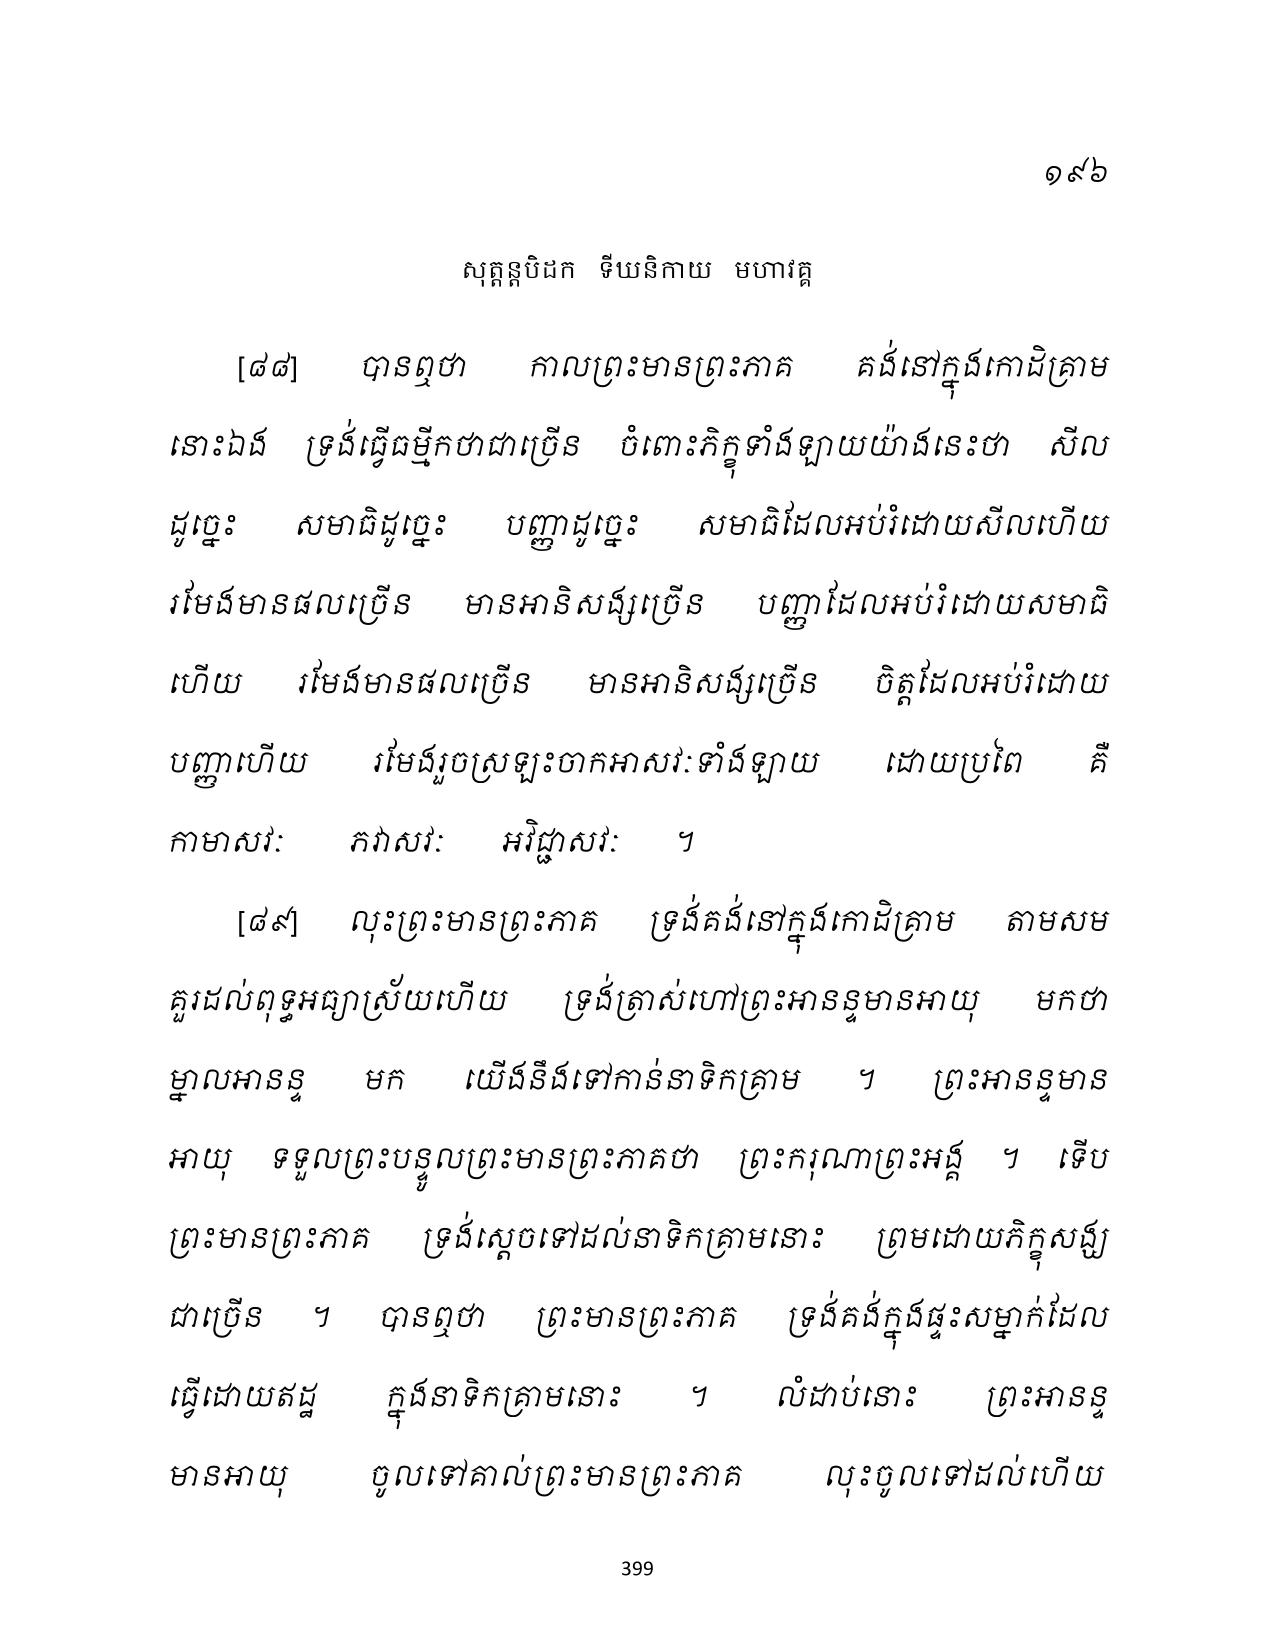 ១៩៦
សុត្តន្តបិដក ទីឃនិកាយ មហាវគ្គ
[៨៨] បានឮថា កាលព្រះមានព្រះភាគ គង់នៅក្នុងកោដិគ្រាម
នោះឯង ទ្រង់ធ្វើធម្មីកថាជាច្រើន ចំពោះភិក្ខុទាំងឡាយយ៉ាងនេះថា សីល
ដូច្នេះ សមាធិដូច្នេះ បញ្ញាដូច្នេះ សមាធិដែលអប់រំដោយសីលហើយ
រមែងមានផលច្រើន មានអានិសង្សច្រើន បញ្ញាដែលអប់រំដោយសមាធិ
ហើយ រមែងមានផលច្រើន មានអានិសង្សច្រើន ចិត្តដែលអប់រំដោយ
បញ្ញាហើយ រមែងរួចស្រឡះចាកអាសវៈទាំងឡាយ ដោយប្រពៃ គឺ
កាមាសវៈ ភវាសវៈ អវិជ្ជាសវៈ ។
[៨៩] លុះព្រះមានព្រះភាគ ទ្រង់គង់នៅក្នុងកោដិគ្រាម តាមសម
គួរដល់ពុទ្ធអធ្យាស្រ័យហើយ ទ្រង់ត្រាស់ហៅព្រះអានន្ទមានអាយុ មកថា
ម្នាលអានន្ទ មក យើងនឹងទៅកាន់នាទិកគ្រាម ។ ព្រះអានន្ទមាន
អាយុ ទទួលព្រះបន្ទូលព្រះមានព្រះភាគថា ព្រះករុណាព្រះអង្គ ។ ទើប
ព្រះមានព្រះភាគ ទ្រង់ស្តេចទៅដល់នាទិកគ្រាមនោះ ព្រមដោយភិក្ខុសង្ឃ
ជាច្រើន ។ បានឮថា ព្រះមានព្រះភាគ ទ្រង់គង់ក្នុងផ្ទះសម្នាក់ដែល
ធ្វើដោយឥដ្ឋ ក្នុងនាទិកគ្រាមនោះ ។ លំដាប់នោះ ព្រះអានន្ទ
មានអាយុ ចូលទៅគាល់ព្រះមានព្រះភាគ លុះចូលទៅដល់ហើយ
399